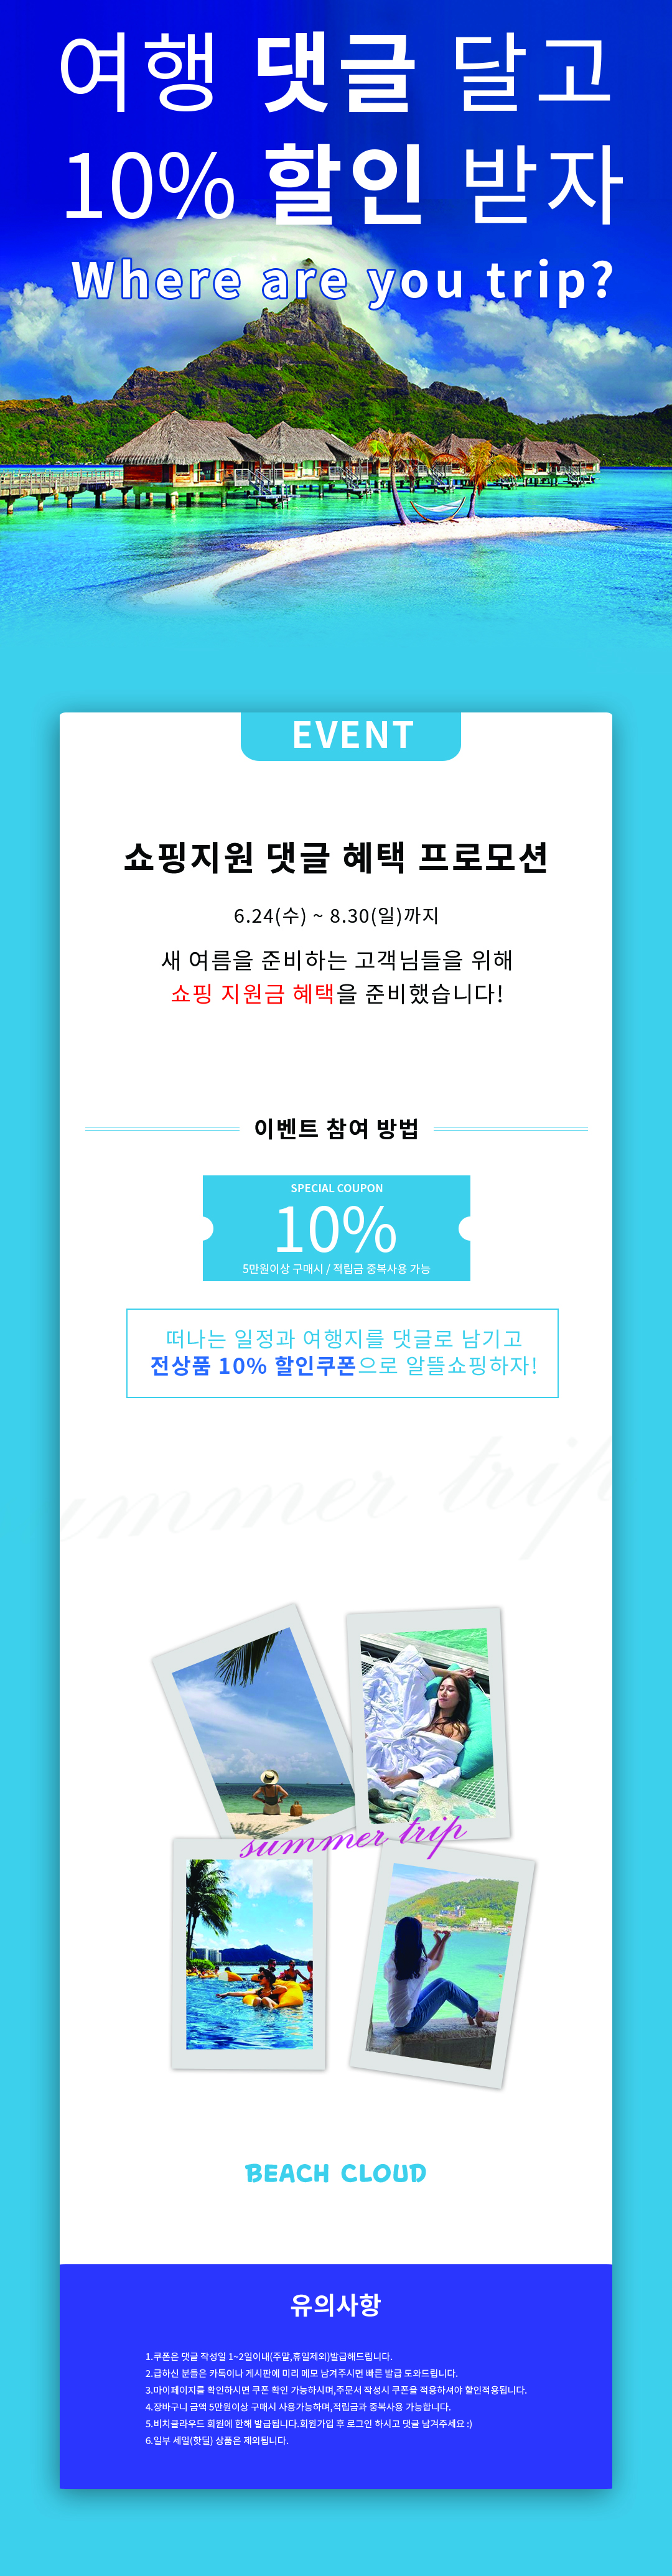 여행 댓글 달고
10% 할인 받자
Where are you trip?
EVENT
쇼핑지원 댓글 혜택 프로모션
6.24(수) ~ 8.30(일)까지
새 여름을 준비하는 고객님들을 위해
쇼핑 지원금 혜택을 준비했습니다!
이벤트 참여 방법
SPECIAL COUPON
10%
5만원이상 구매시 / 적립금 중복사용 가능
떠나는 일정과 여행지를 댓글로 남기고
전상품 10% 할인쿠폰으로 알뜰쇼핑하자!
ummer trip
summer trip
BEACH CLOUD
유의사항
1.쿠폰은 댓글 작성일 1~2일이내(주말,휴일제외)발급해드립니다.
2.급하신 분들은 카톡이나 게시판에 미리 메모 남겨주시면 빠른 발급 도와드립니다.
3.마이페이지를 확인하시면 쿠폰 확인 가능하시며,주문서 작성시 쿠폰을 적용하셔야 할인적용됩니다.
4.장바구니 금액 5만원이상 구매시 사용가능하며,적립금과 중복사용 가능합니다.
5.비치클라우드 회원에 한해 발급됩니다.회원가입 후 로그인 하시고 댓글 남겨주세요 :)
6.일부 세일(핫딜) 상품은 제외됩니다.